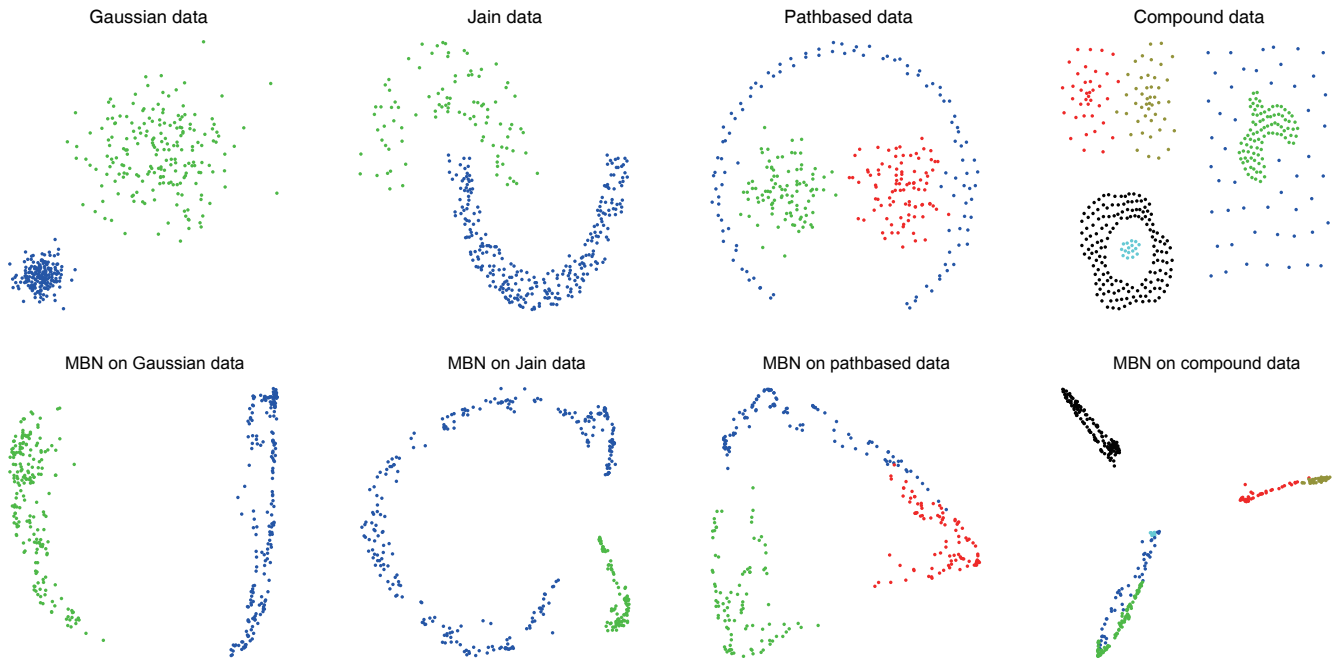 Gaussian data
Jain data
Pathbased data
Compound data
MBN on Gaussian data
MBN on Jain data
MBN on pathbased data
MBN on compound data